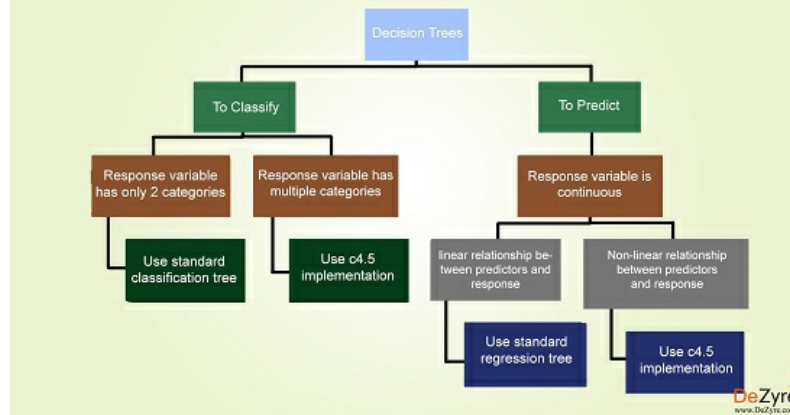 Decision Trees
To Classify
To Predict
Response variable
has only 2 categories
Response variable has
multiple categories
Response variable is
continuous
Use standard
classification tree
Use c4.5
implementation
linear relationship be-
tween predictors and
response
Non-linear relationship
between predictors
and response
Use standard
regression tree
Use c4.5
implementation
DeZyre
www.DeZyre.co